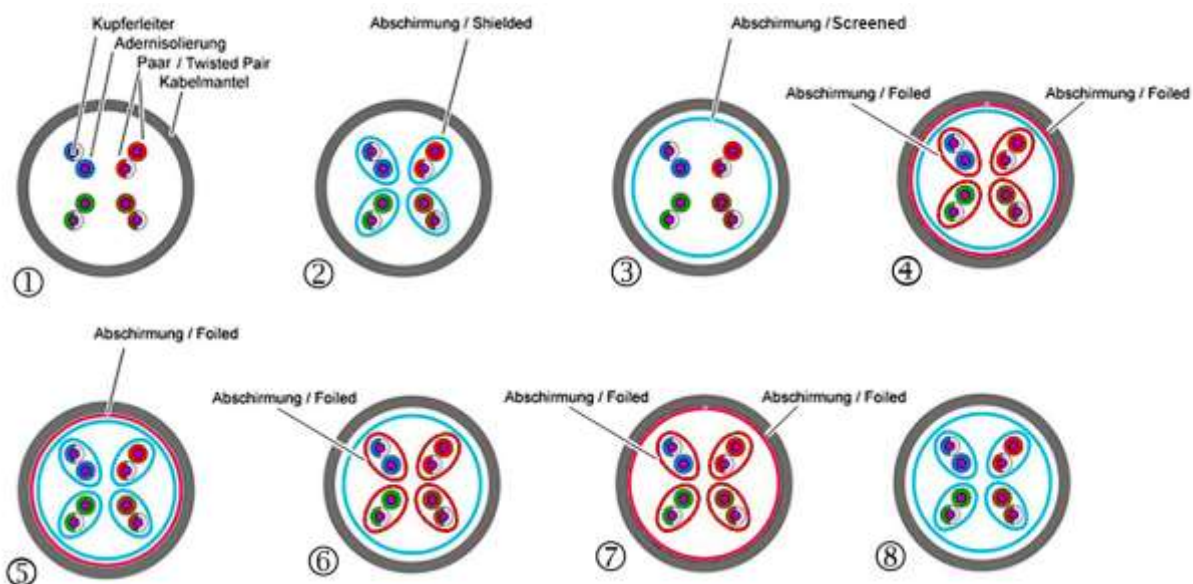 Kupferleiter
Adernisolierung
Paar / Twisted Pair
Kabelmantel
Abschirmung / Shielded
Abschirmung / Screened
Abschirmung / Foiled
Abschirmung / Foiled
①
②
③
④
Abschirmung / Foiled
Abschirmung / Foiled
Abschirmung / Foiled
Abschirmung / Foiled
⑤
⑥
⑦
⑧